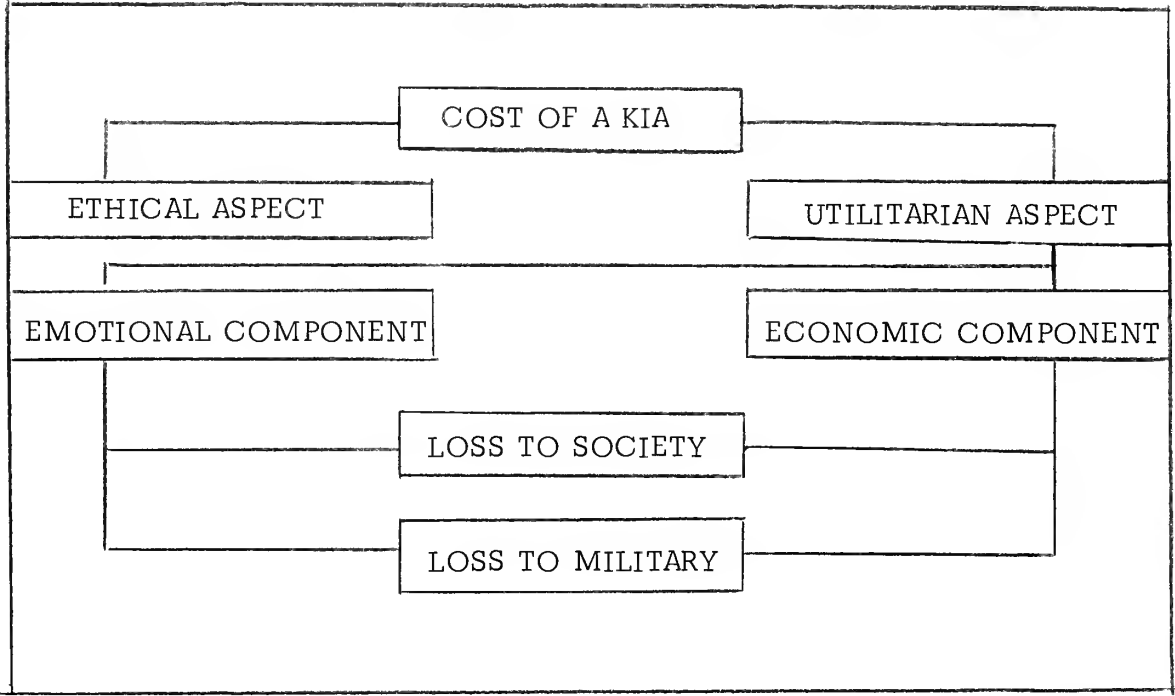 COST OF A KIA
ETHICAL ASPECT
UTILITARIAN ASPECT
EMOTIONAL COMPONENT
ECONOMIC COMPONENT
LOSS TO SOCIETY
LOSS TO MILITARY